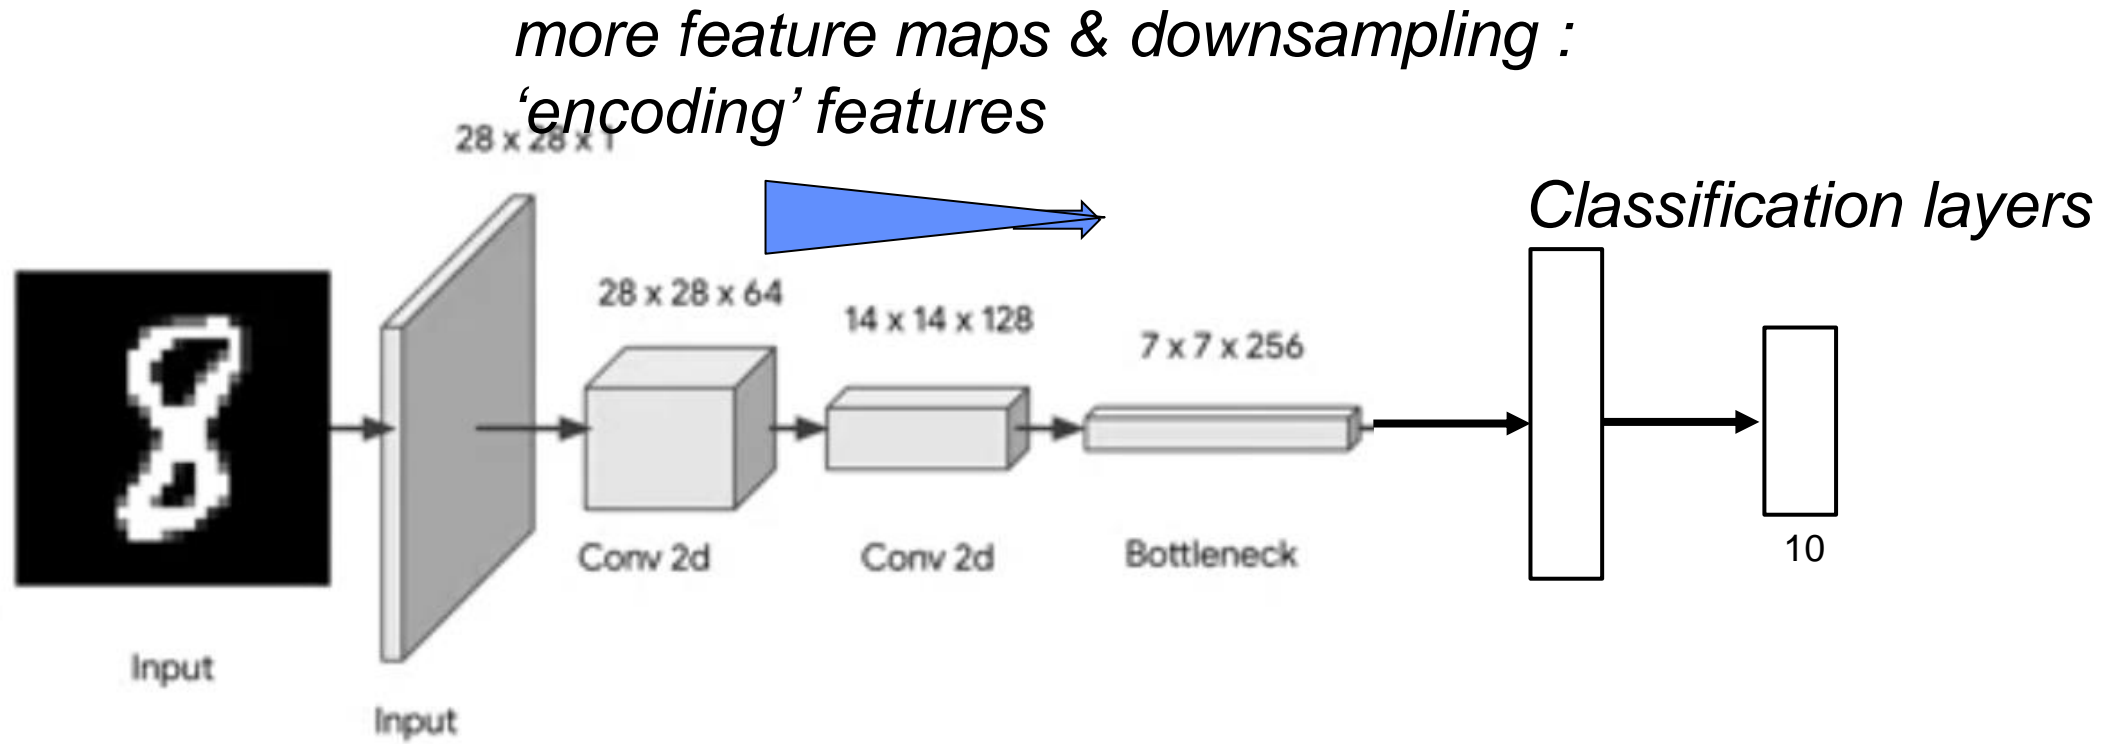 more feature maps & downsampling :
‘encoding’ features
28 x 28 x 1
Classification layers
28 x 28 x 64
14 x 14 x 128
7 x 7 x 256
Conv 2d
Conv 2d
Bottleneck
10
Input
Input